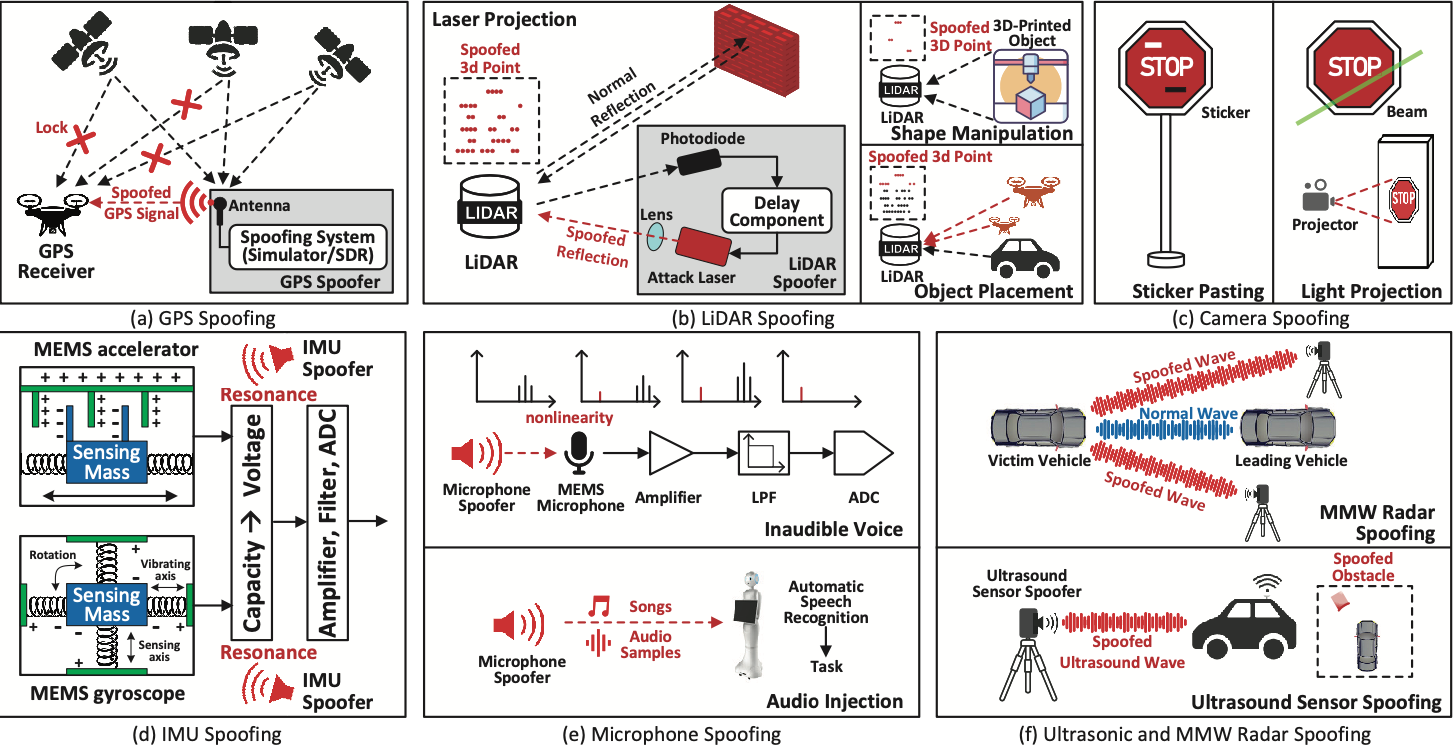 Lock
Spoofed
GPS Signal
Antenna
GPS
Receiver
Spoofing System
(Simulator/SDR)
GPS Spoofer
(a) GPS Spoofing
Laser Projection
Spoofed
3d Point
Normal
Reflection
LiDAR
LiDAR
Photodiode
Delay
Component
Lens
Spoofed
Reflection
Attack Laser
LiDAR
Spoofer
Spoofed
3D Point
3D-Printed
Object
LiDAR
LiDAR
Shape Manipulation
Spoofed 3d Point
LiDAR
LiDAR
Object Placement
(b) LiDAR Spoofing
STOP
Sticker
Sticker Pasting
STOP
Beam
Projector
STOP
Light Projection
(c) Camera Spoofing
MEMS accelerator
+ + + + + + + +
+
+
+
-
-
+
+
+
-
-
+
+
+
Sensing
Mass
IMU
Spoofer
Resonance
Capacity → Voltage
Amplifier, Filter, ADC
Rotation
Vibrating
axis
+
-
+
Sensing
Mass
+
-
-
+
-
+
Sensing
axis
MEMS gyroscope
Resonance
IMU
Spoofer
(d) IMU Spoofing
nonlinearity
Microphone
Spoofer
MEMS
Microphone
Amplifier
LPF
ADC
Inaudible Voice
Microphone
Spoofer
Songs
Audio
Samples
Automatic
Speech
Recognition
Task
Audio Injection
(e) Microphone Spoofing
Spoofed Wave
Normal Wave
Victim Vehicle
Leading Vehicle
Spoofed Wave
MMW Radar
Spoofing
Ultrasound
Sensor Spoofer
Spoofed
Ultrasound Wave
Spoofed
Obstacle
Ultrasound Sensor Spoofing
(f) Ultrasonic and MMW Radar Spoofing